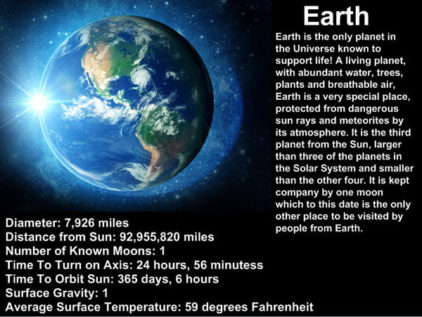 Earth
Earth is the only planet in
the Universe known to
support life! A living planet,
with abundant water, trees,
plants and breathable air,
Earth is a very special place,
protected from dangerous
sun rays and meteorites by
its atmosphere. It is the third
planet from the Sun, larger
than three of the planets in
the Solar System and smaller
than the other four. It is kept
company by one moon
which to this date is the only
other place to be visited by
people from Earth.
Diameter: 7,926 miles
Distance from Sun: 92,955,820 miles
Number of Known Moons: 1
Time To Turn on Axis: 24 hours, 56 minutess
Time To Orbit Sun: 365 days, 6 hours
Surface Gravity: 1
Average Surface Temperature: 59 degrees Fahrenheit